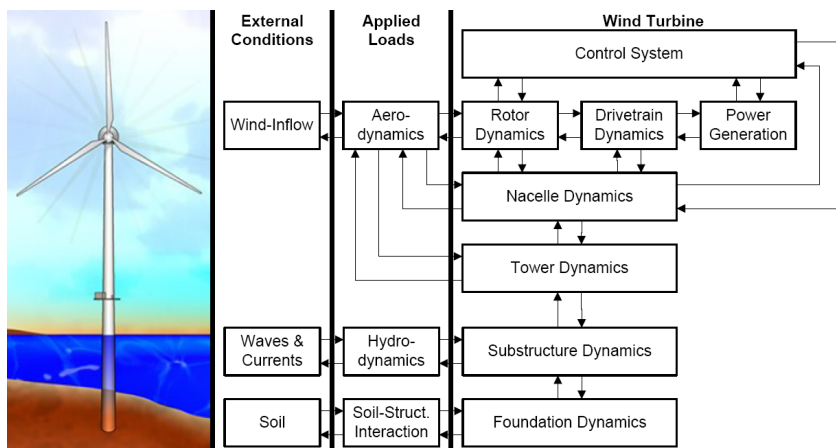 External
Conditions
Applied
Loads
Wind Turbine
Control System
Wind-Inflow
Aero-
dynamics
Rotor
Dynamics
Drivetrain
Dynamics
Power
Generation
Nacelle Dynamics
Tower Dynamics
Waves &
Currents
Hydro-
dynamics
Substructure Dynamics
Soil
Soil-Struct.
Interaction
Foundation Dynamics